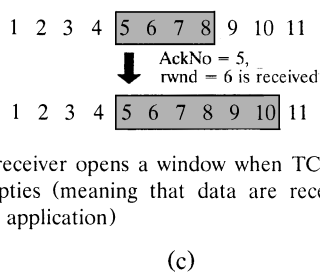 1 2 3 4 5 6 7 8 9 10 11
AckNo = 5,
rwnd = 6 is received
1 2 3 4 5 6 7 8 9 10 11
receiver opens a window when TC
pties (meaning that data are rece
application)
(c)